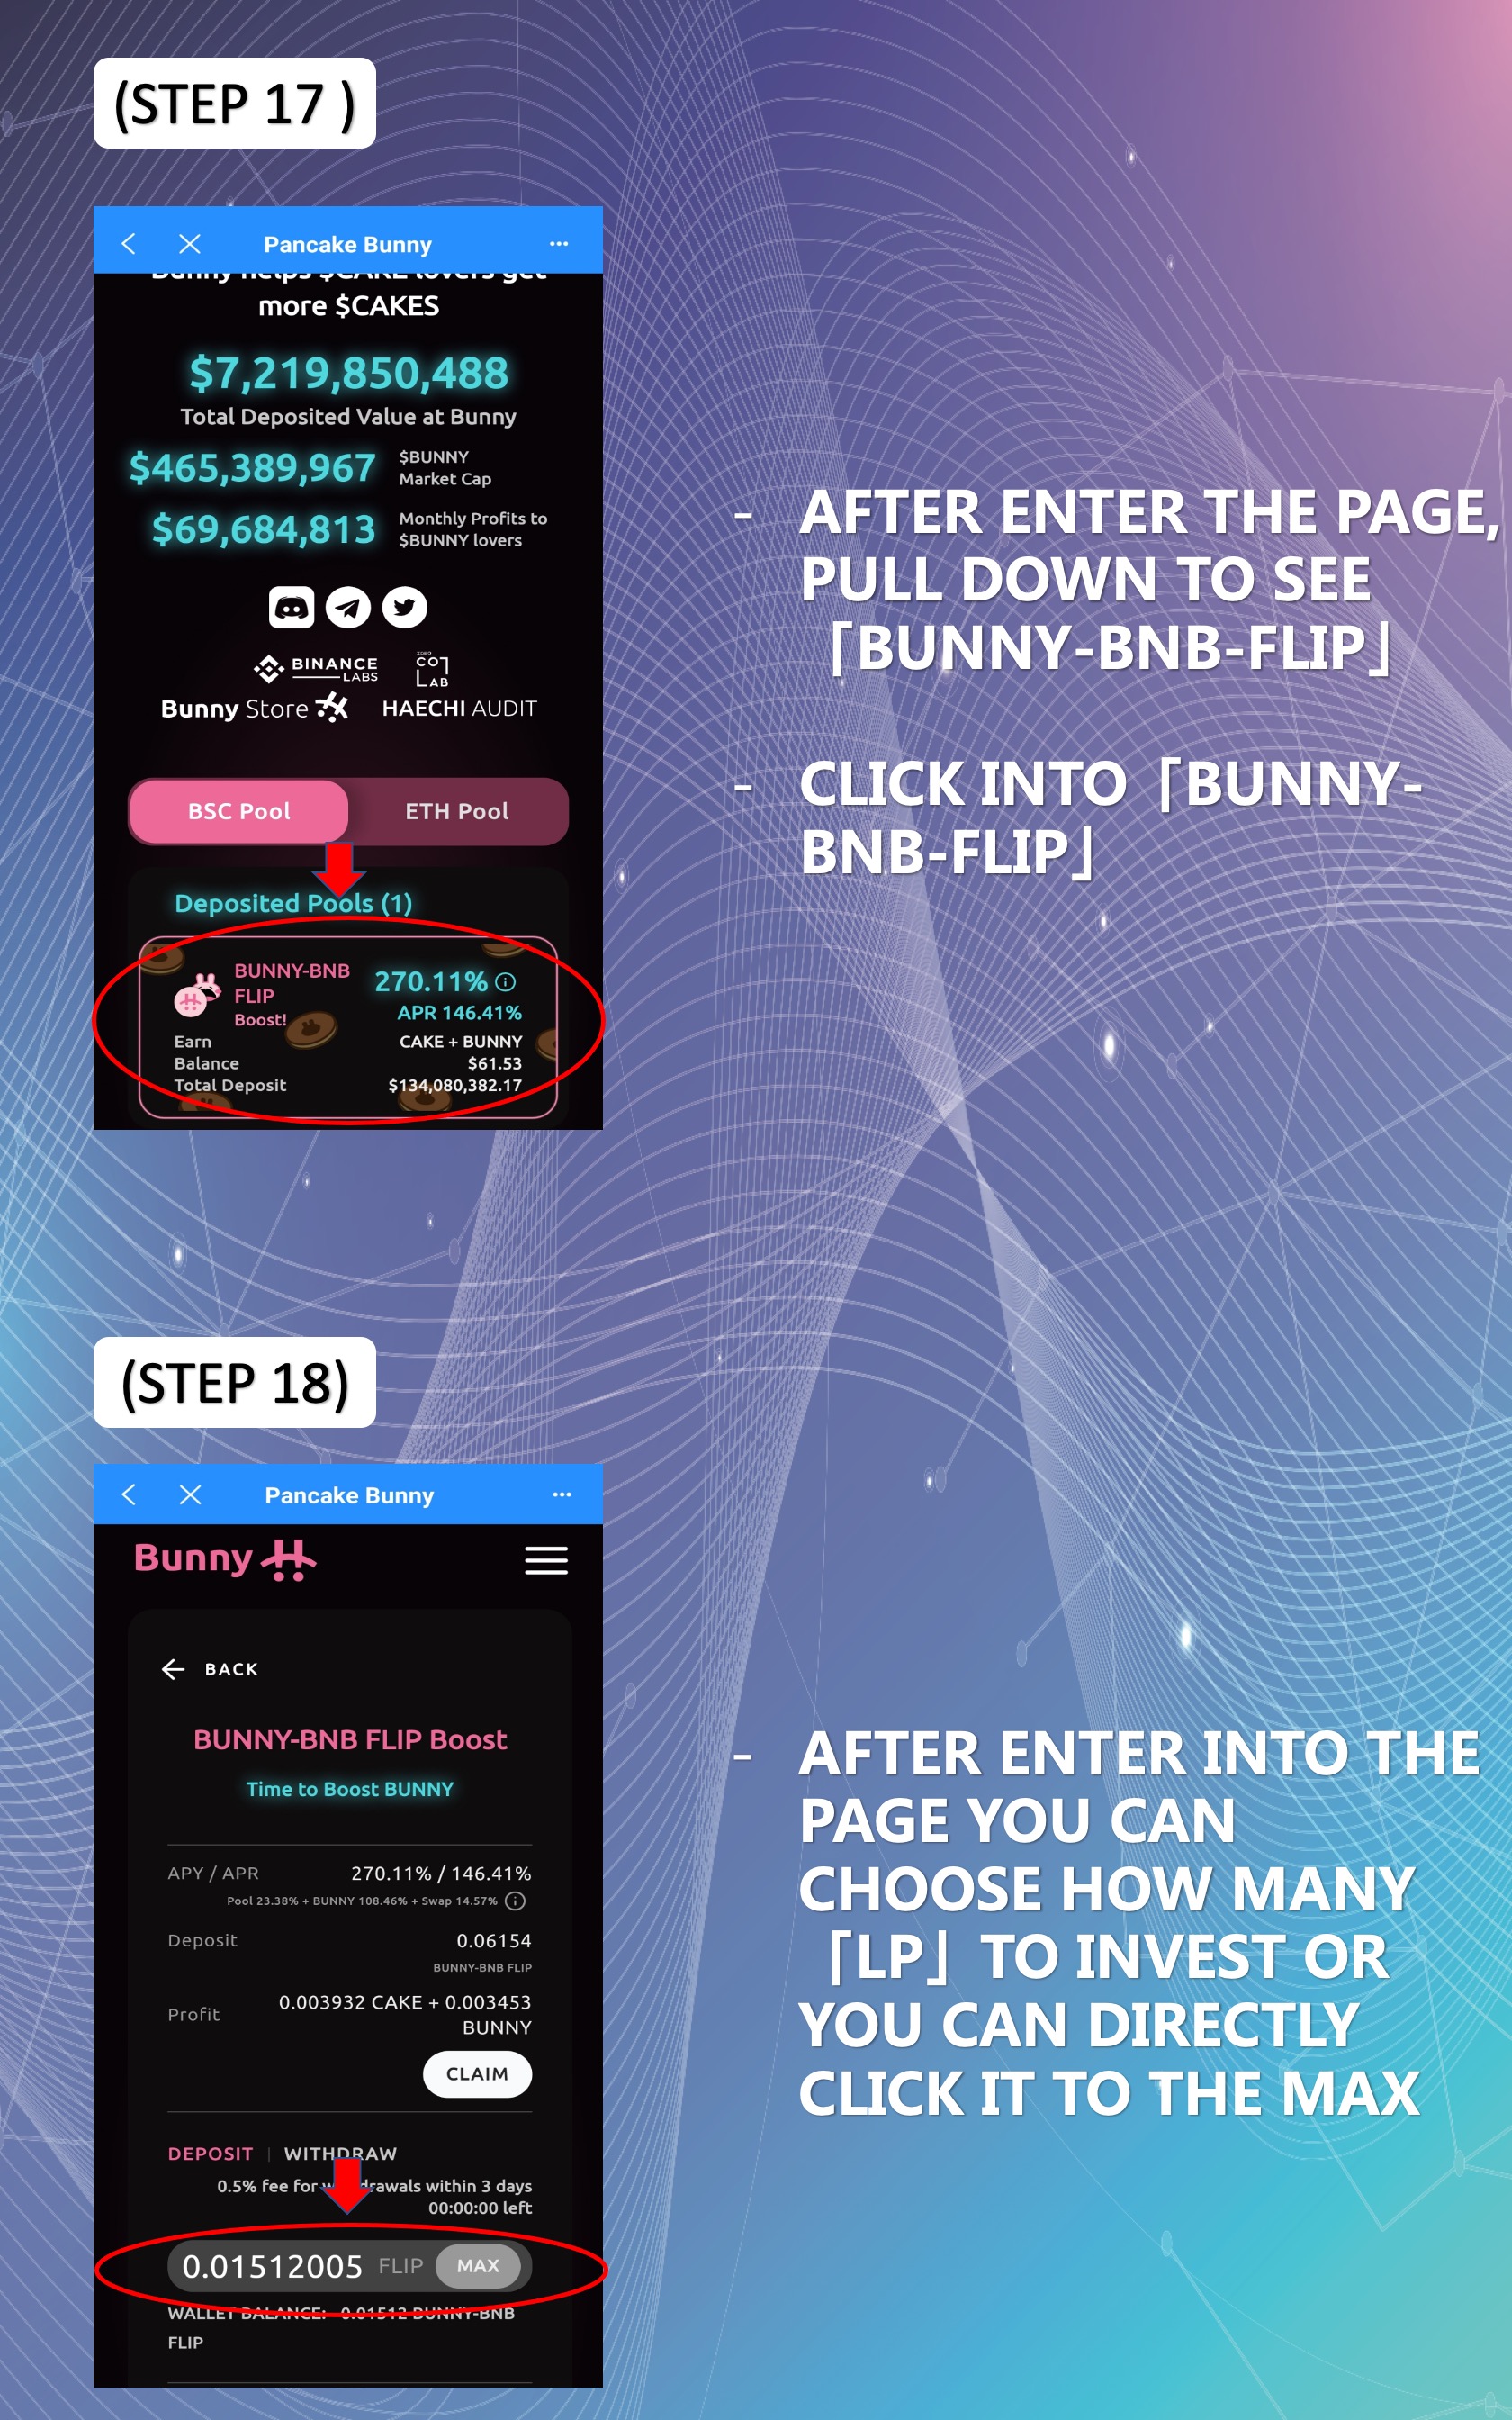 (STEP 17 )
Pancake Bunny
Bunny helps $CAKE lovers get
more $CAKES
$7,219,850,488
Total Deposited Value at Bunny
$465,389,967 $BUNNY
Market Cap
$69,684,813 Monthly Profits to
$BUNNY lovers
BINANCE
LABS
CO
LAB
Bunny Store
HAECHI AUDIT
BSC Pool ETH Pool
Deposited Pools (1)
BUNNY-BNB
FLIP
Boost!
270.11%
APR 146.41%
Earn CAKE + BUNNY
Balance $61.53
Total Deposit $134,080,382.17
- AFTER ENTER THE PAGE,
PULL DOWN TO SEE
「BUNNY-BNB-FLIP」
- CLICK INTO「BUNNY-
BNB-FLIP」
(STEP 18)
Pancake Bunny
Bunny
BACK
BUNNY-BNB FLIP Boost
Time to Boost BUNNY
APY / APR 270.11% / 146.41%
Pool 23.38% + BUNNY 108.46% + Swap 14.57%
Deposit 0.06154
BUNNY-BNB FLIP
Profit 0.003932 CAKE + 0.003453
BUNNY
CLAIM
DEPOSIT | WITHDRAW
0.5% fee for withdrawals within 3 days
00:00:00 left
0.01512005 FLIP MAX
WALLET BALANCE: 0.01512 BUNNY-BNB
FLIP
- AFTER ENTER INTO THE
PAGE YOU CAN
CHOOSE HOW MANY
「LP」TO INVEST OR
YOU CAN DIRECTLY
CLICK IT TO THE MAX